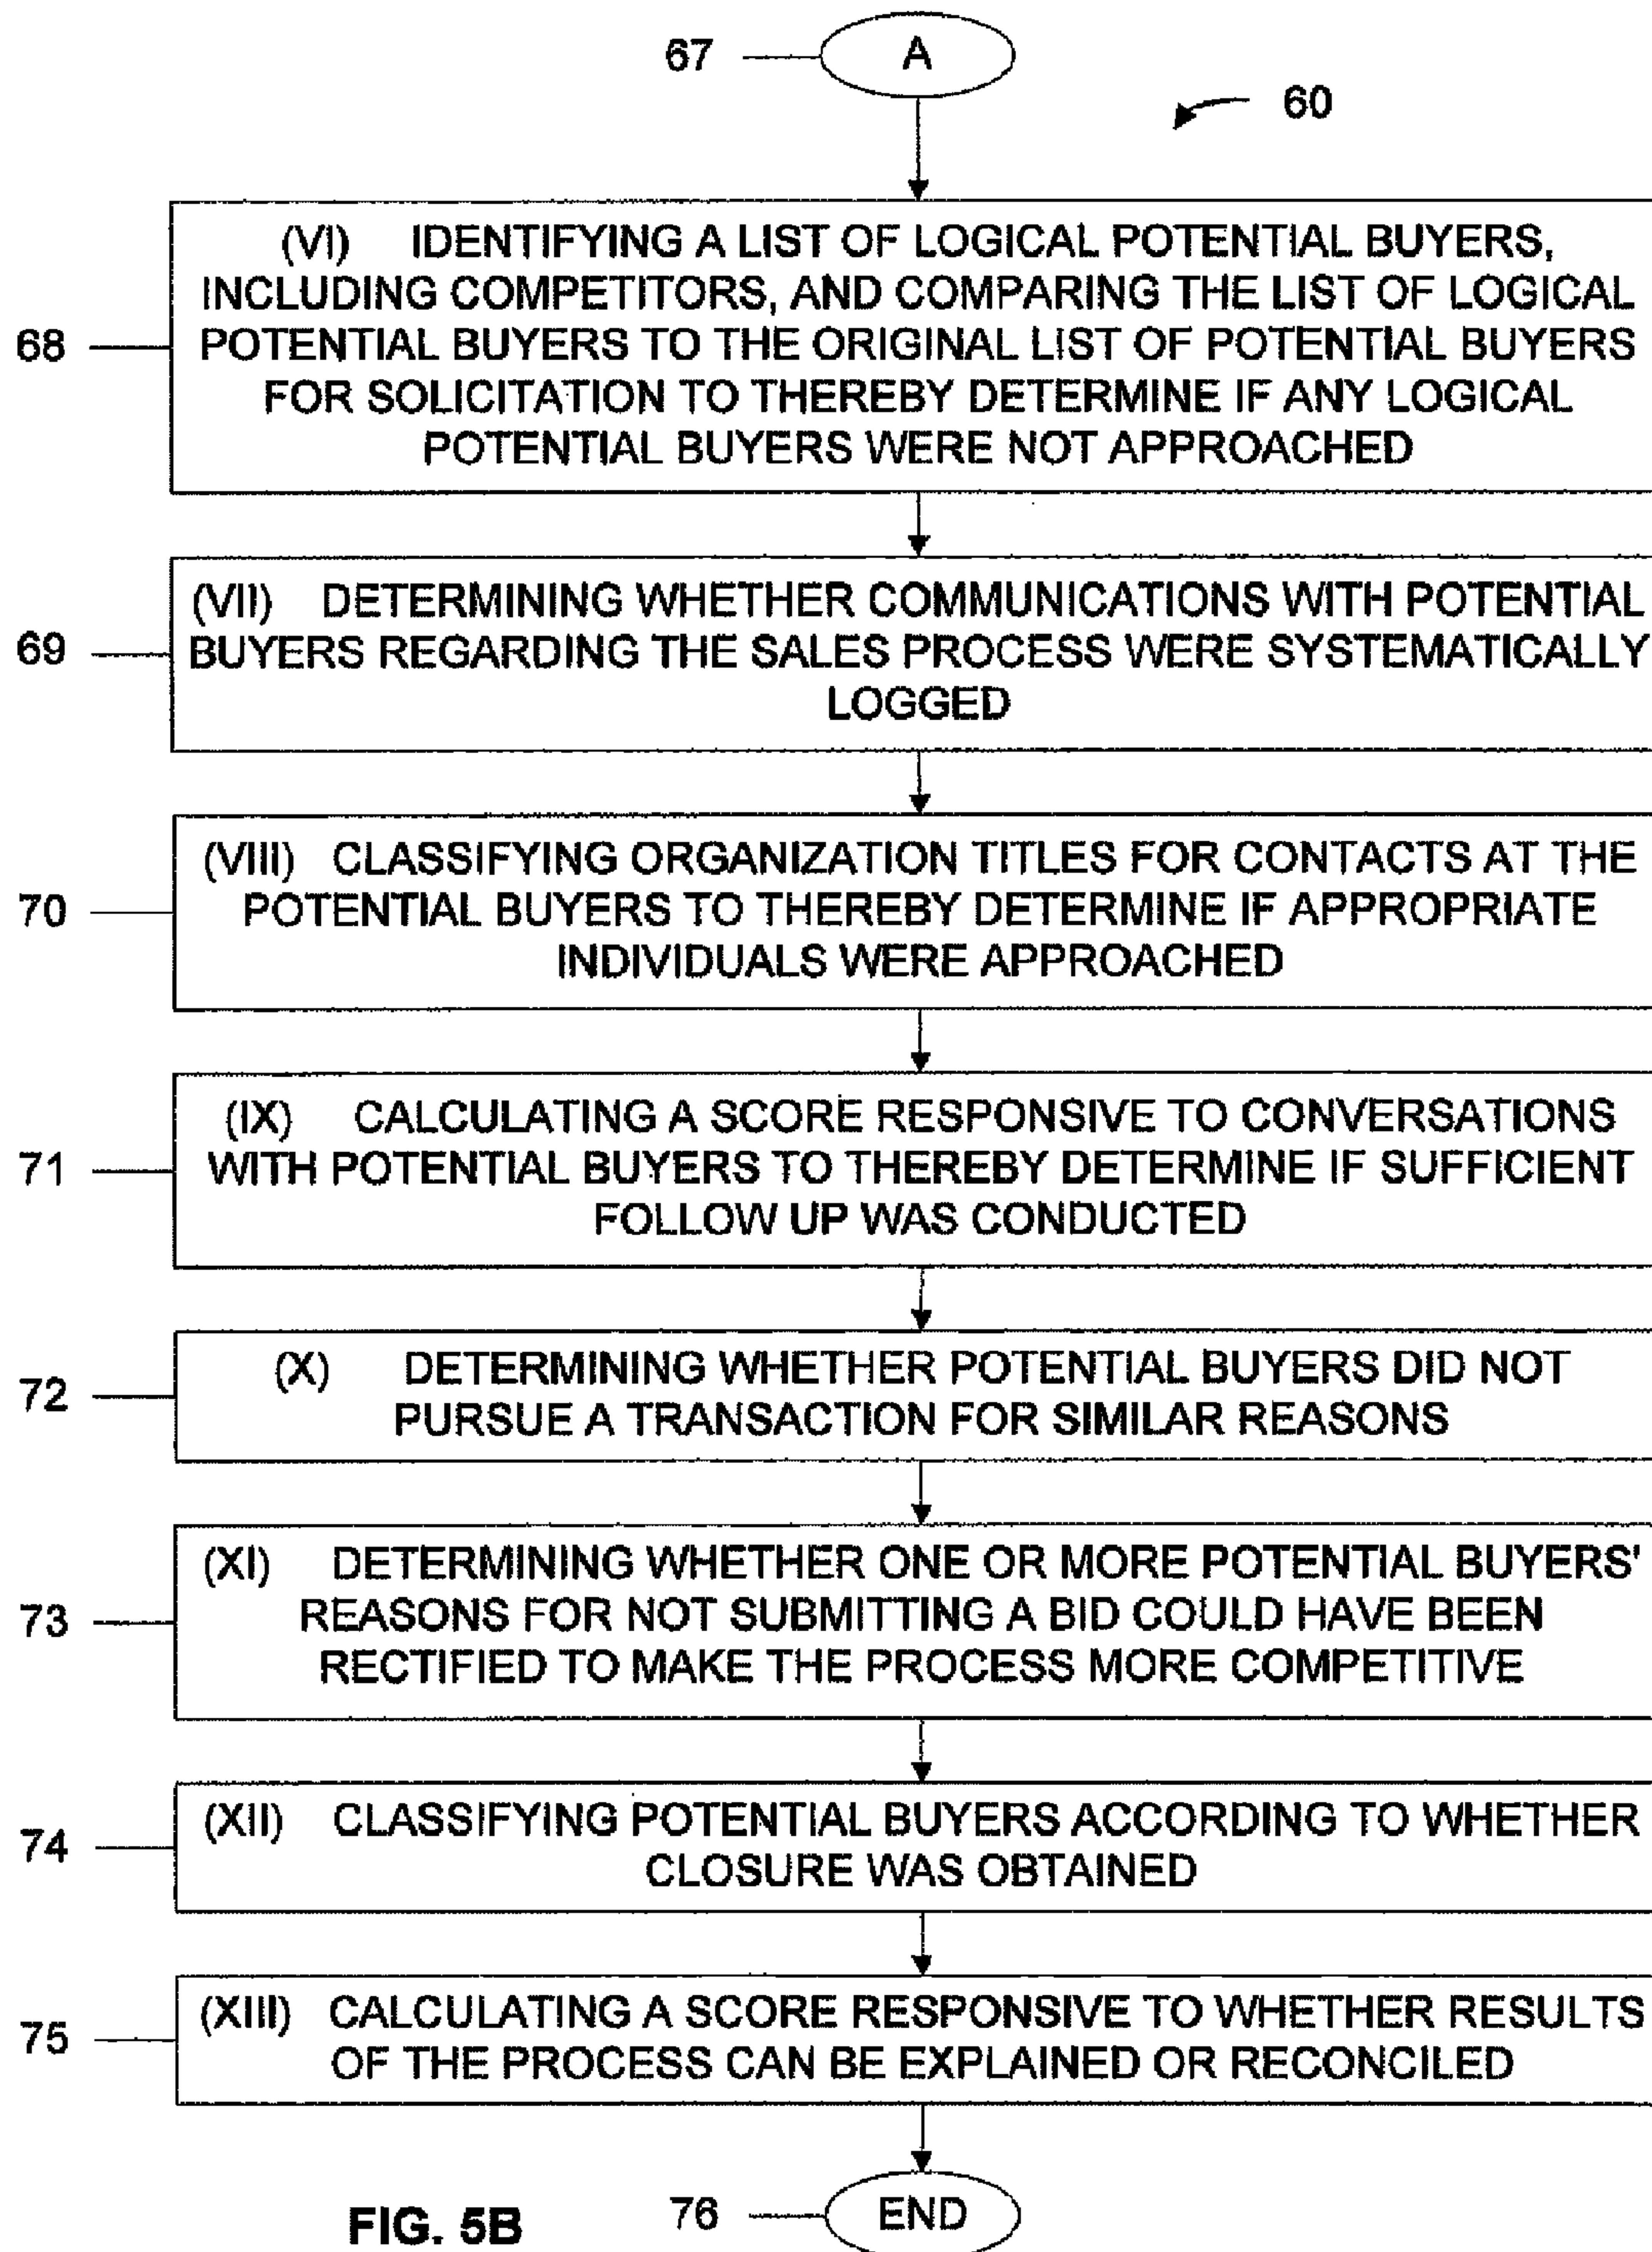 67 A
60
(VI) IDENTIFYING A LIST OF LOGICAL POTENTIAL BUYERS,
INCLUDING COMPETITORS, AND COMPARING THE LIST OF LOGICAL
68 POTENTIAL BUYERS TO THE ORIGINAL LIST OF POTENTIAL BUYERS
FOR SOLICITATION TO THEREBY DETERMINE IF ANY LOGICAL
POTENTIAL BUYERS WERE NOT APPROACHED
(VII) DETERMINING WHETHER COMMUNICATIONS WITH POTENTIAL
69 BUYERS REGARDING THE SALES PROCESS WERE SYSTEMATICALLY
LOGGED
(VIII) CLASSIFYING ORGANIZATION TITLES FOR CONTACTS AT THE
70 POTENTIAL BUYERS TO THEREBY DETERMINE IF APPROPRIATE
INDIVIDUALS WERE APPROACHED
(IX) CALCULATING A SCORE RESPONSIVE TO CONVERSATIONS
71 WITH POTENTIAL BUYERS TO THEREBY DETERMINE IF SUFFICIENT
FOLLOW UP WAS CONDUCTED
(X) DETERMINING WHETHER POTENTIAL BUYERS DID NOT
72 PURSUE A TRANSACTION FOR SIMILAR REASONS
(XI) DETERMINING WHETHER ONE OR MORE POTENTIAL BUYERS'
73 REASONS FOR NOT SUBMITTING A BID COULD HAVE BEEN
RECTIFIED TO MAKE THE PROCESS MORE COMPETITIVE
(XII) CLASSIFYING POTENTIAL BUYERS ACCORDING TO WHETHER
74 CLOSURE WAS OBTAINED
(XIII) CALCULATING A SCORE RESPONSIVE TO WHETHER RESULTS
75 OF THE PROCESS CAN BE EXPLAINED OR RECONCILED
FIG. 5B 76 END